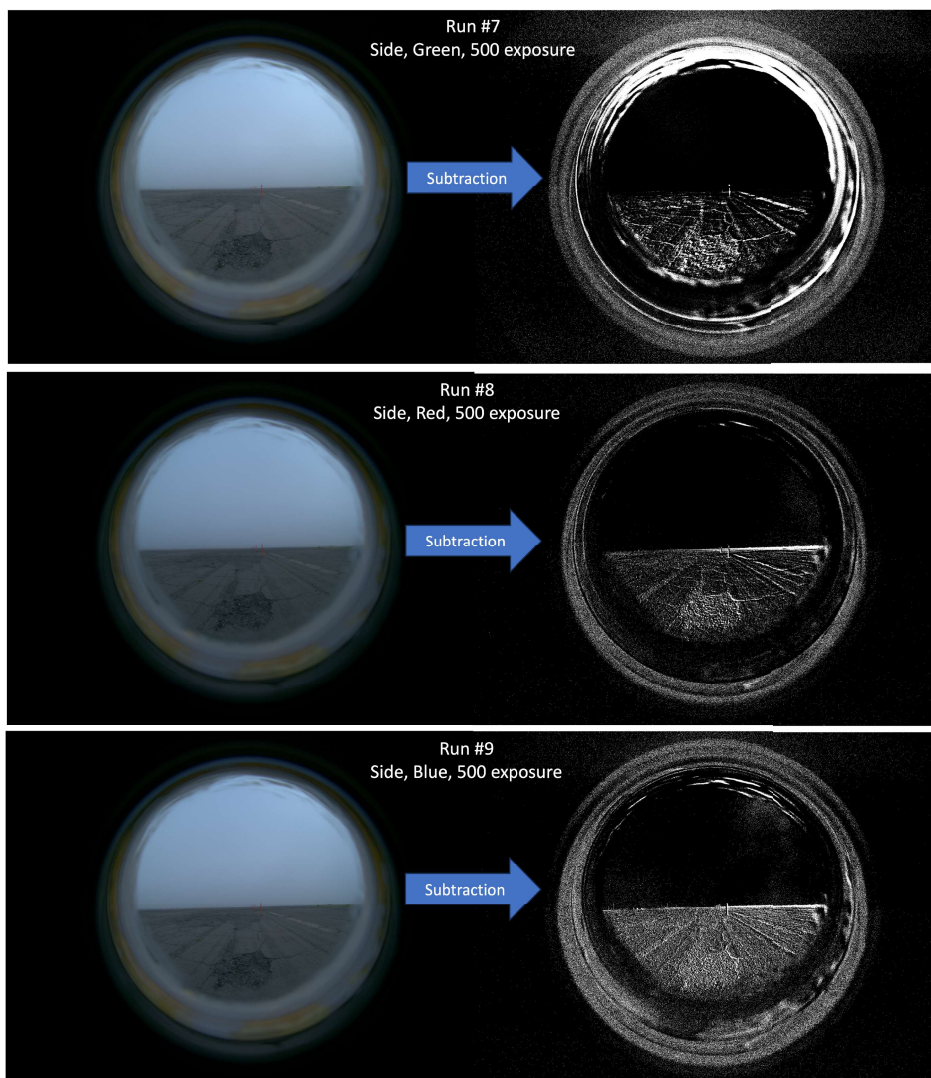 Run #7
Side, Green, 500 exposure
Subtraction
Run #8
Side, Red, 500 exposure
Subtraction
Run #9
Side, Blue, 500 exposure
Subtraction